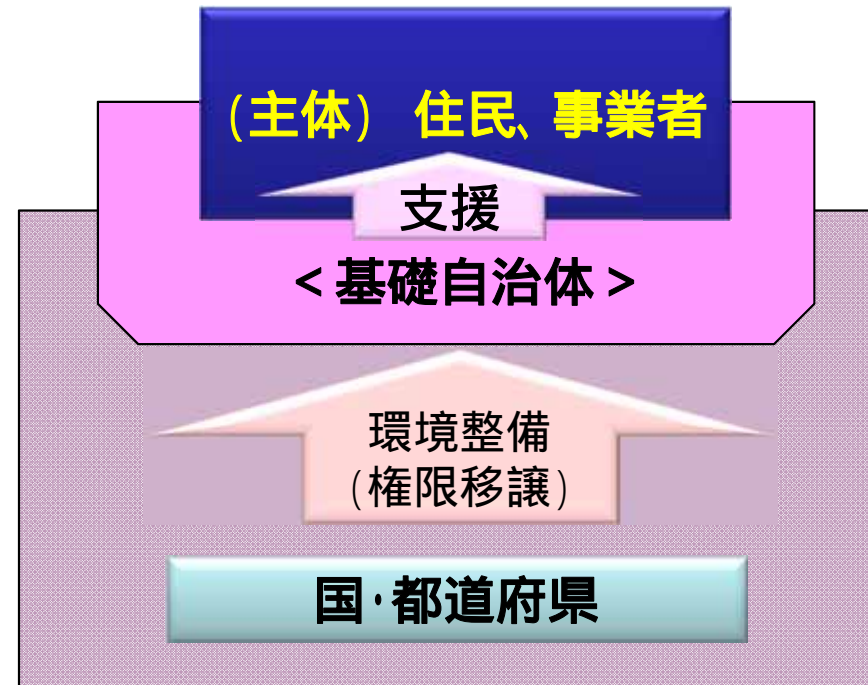 (主体) 住民、事業者
支援
<基礎自治体>
環境整備
(権限移譲)
国・都道府県